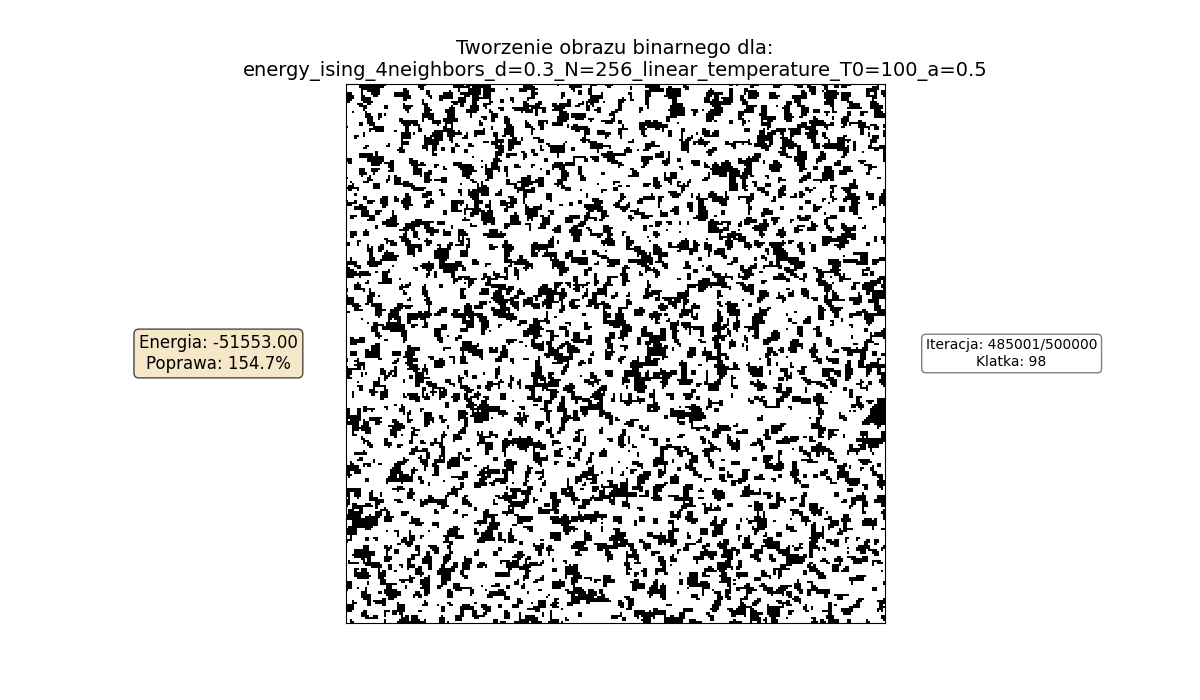 Tworzenie obrazu binarnego dla:
energy_ising_4neighbors_d=0.3_N=256_linear_temperature_T0=100_a=0.5
Energia: -51553.00
Poprawa: 154.7%
Iteracja: 485001/500000
Klatka: 98